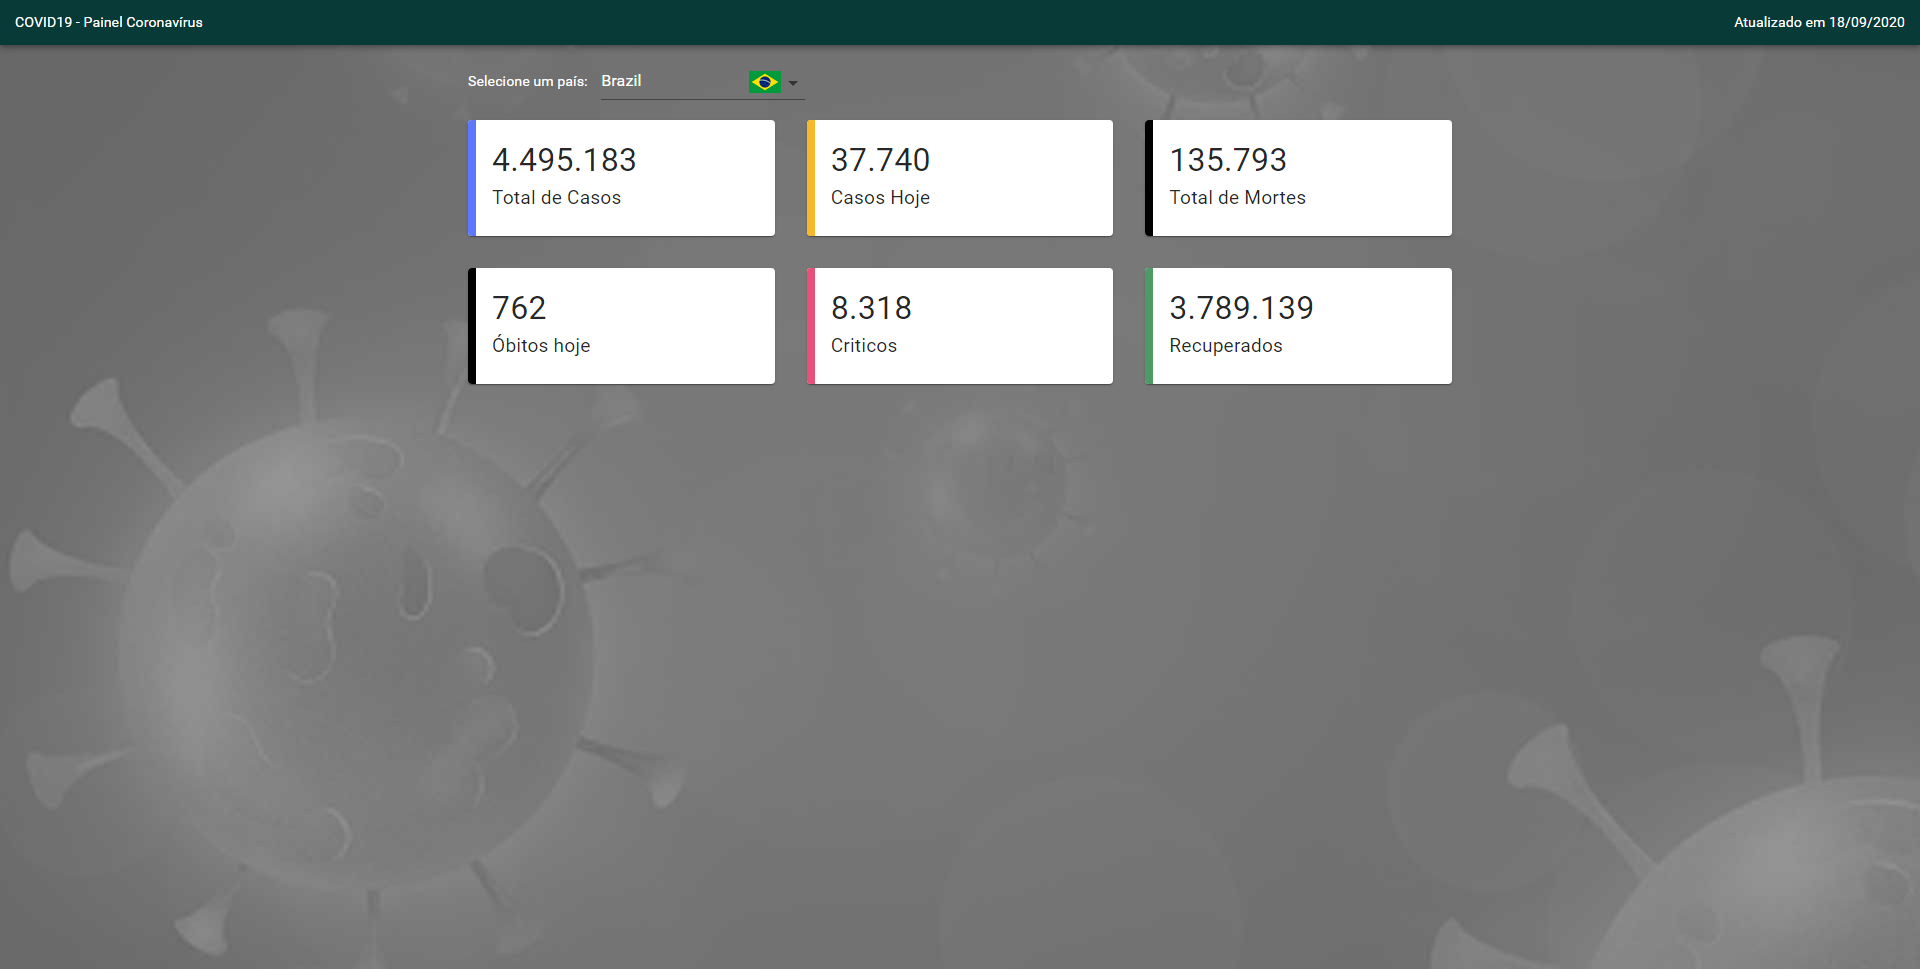 COVID19 - Painel Coronavírus
Atualizado em 18/09/2020
Selecione um país: Brazil
4.495.183
Total de Casos
37.740
Casos Hoje
135.793
Total de Mortes
762
Óbitos hoje
8.318
Criticos
3.789.139
Recuperados